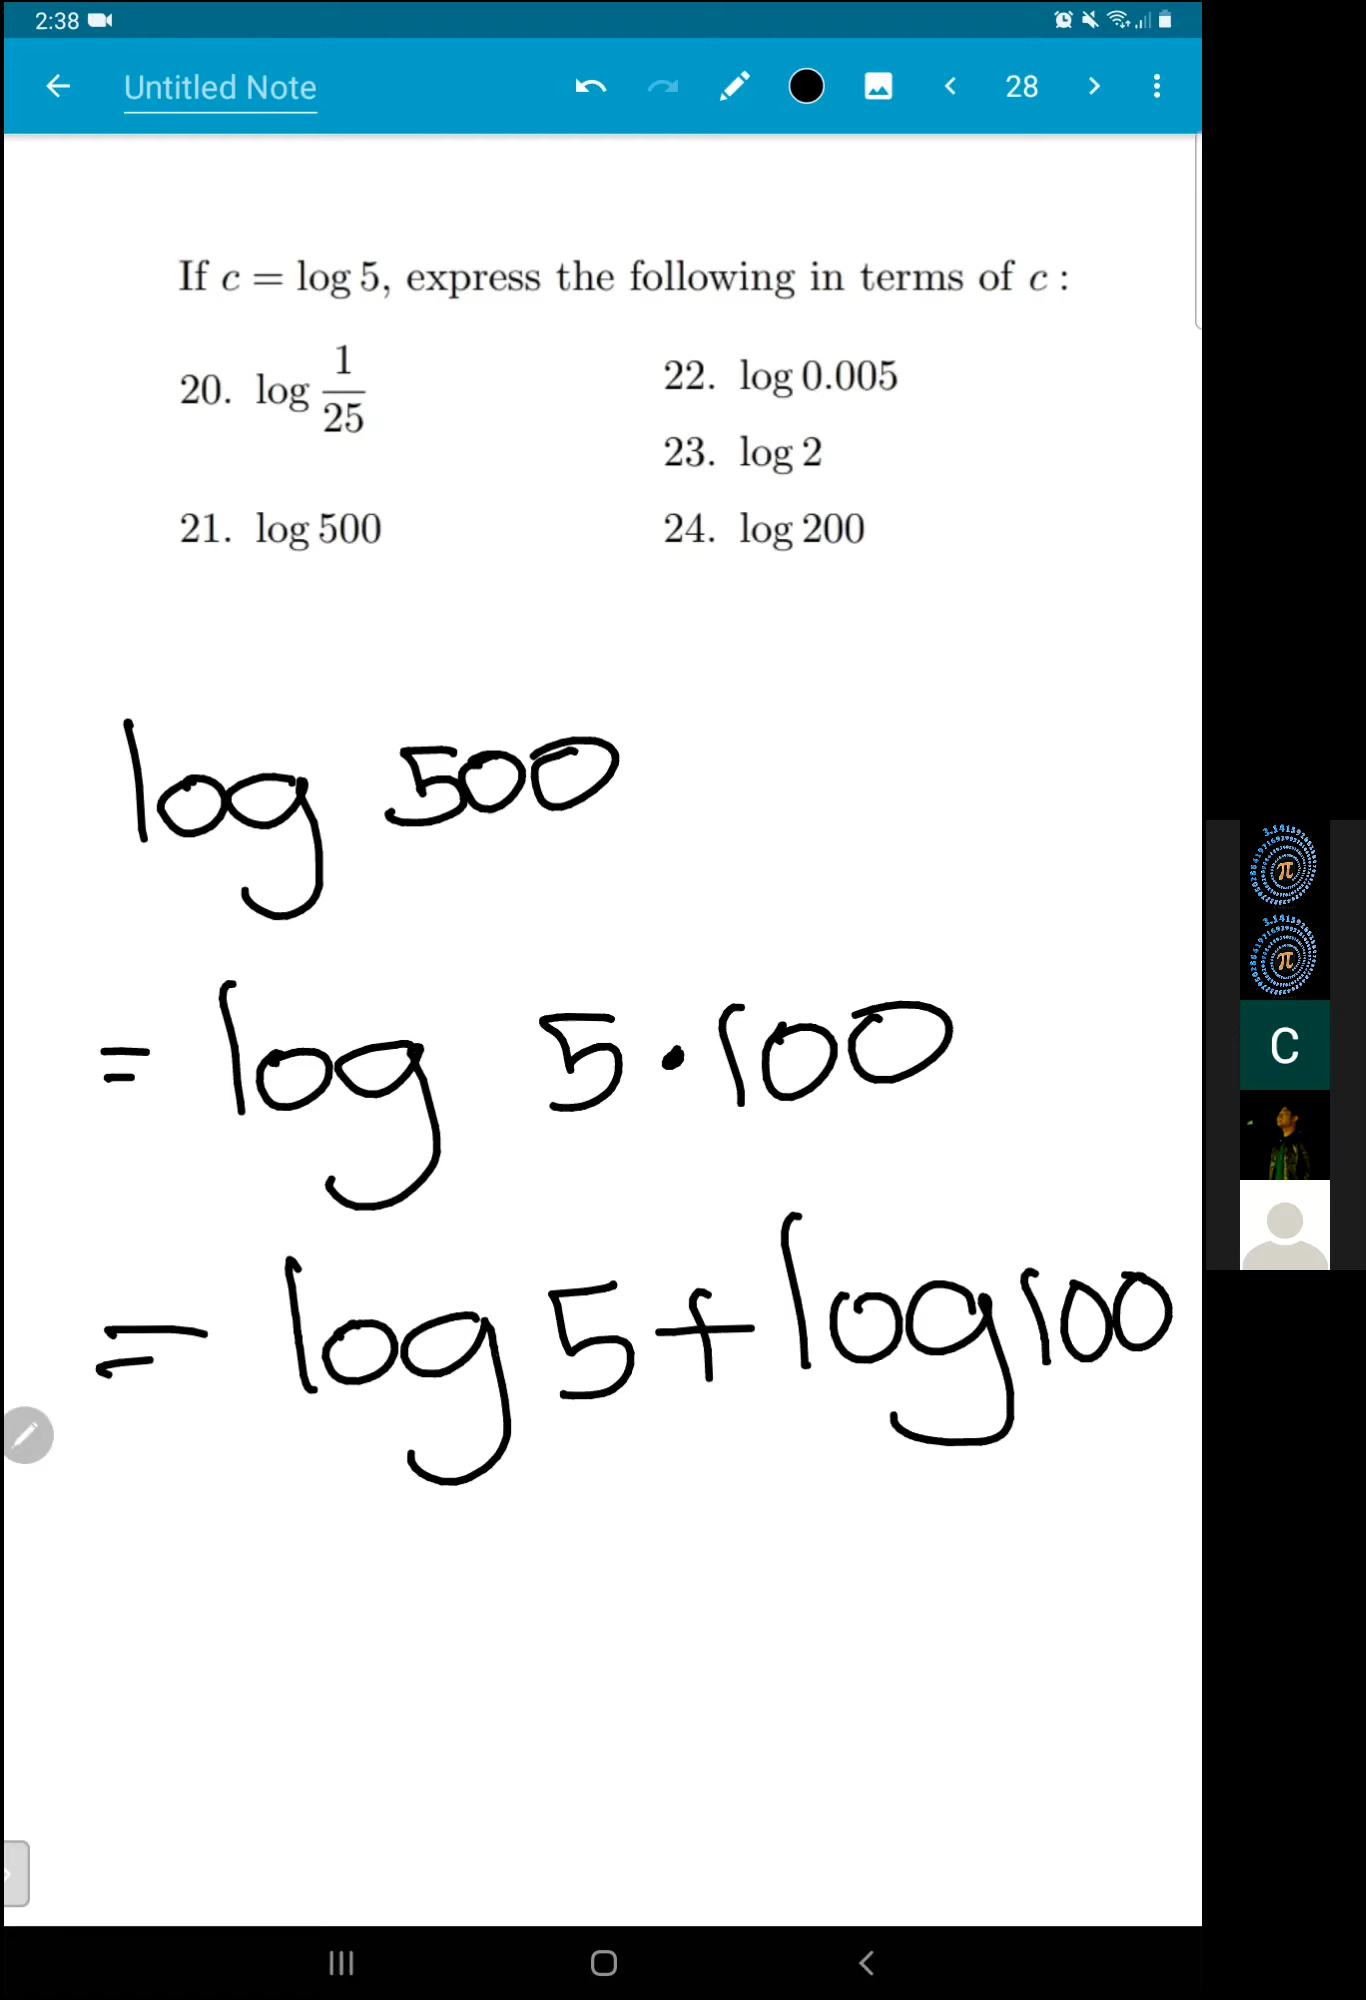 2:38
Untitled Note
28
If c = log 5, express the following in terms of c :
20. log 1/25
21. log 500
22. log 0.005
23. log 2
24. log 200
log 500
= log 5·100
= log 5 + log 100
π
π
C